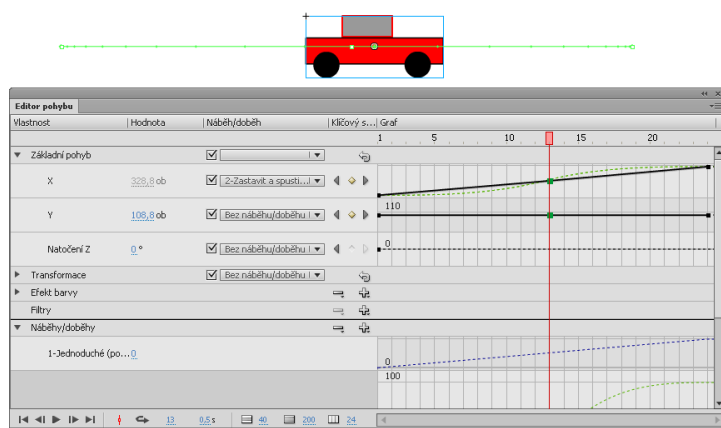 Editor pohybu
Vlastnost Hodnota Náběh/doběh Klíčový s... Graf
1 5 10 15 20
Základní pohyb
X 328,8 ob 2-Zastavit a spusti...
110
Y 108,8 ob Bez náběhu/doběhu
0
Natočení Z 0 ° Bez náběhu/doběhu
Transformace Bez náběhu/doběhu
Efekt barvy
Filtry
Náběhy/doběhy
1-Jednoduché (po... 0 0
100
13 0,5 s 40 200 24